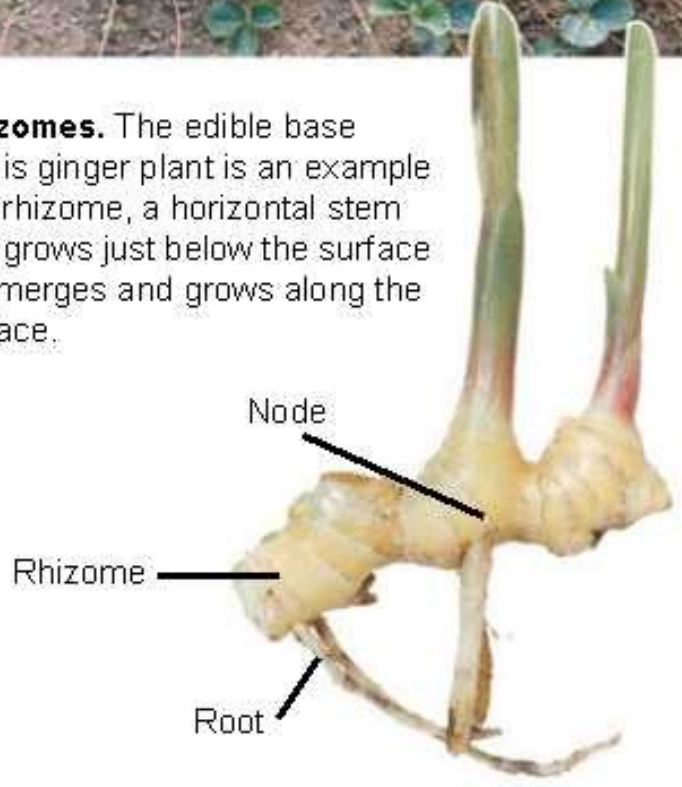 zomes. The edible base
is ginger plant is an example
rhizome, a horizontal stem
grows just below the surface
merges and grows along the
ace.
Node
Rhizome
Root